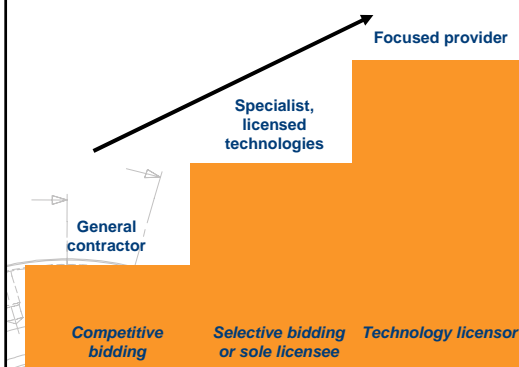 Focused provider
Specialist,
licensed
technologies
General
contractor
Competitive
bidding
Selective bidding
or sole licensee
Technology licensor